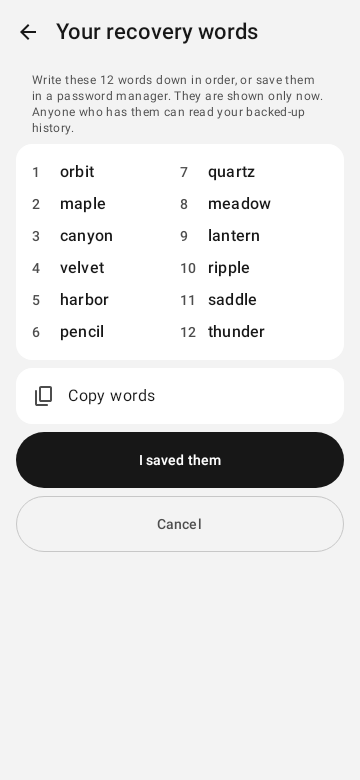 Your recovery words
Write these 12 words down in order, or save them
in a password manager. They are shown only now.
Anyone who has them can read your backed-up
history.
1 orbit
2 maple
3 canyon
4 velvet
5 harbor
6 pencil
7 quartz
8 meadow
9 lantern
10 ripple
11 saddle
12 thunder
Copy words
I saved them
Cancel